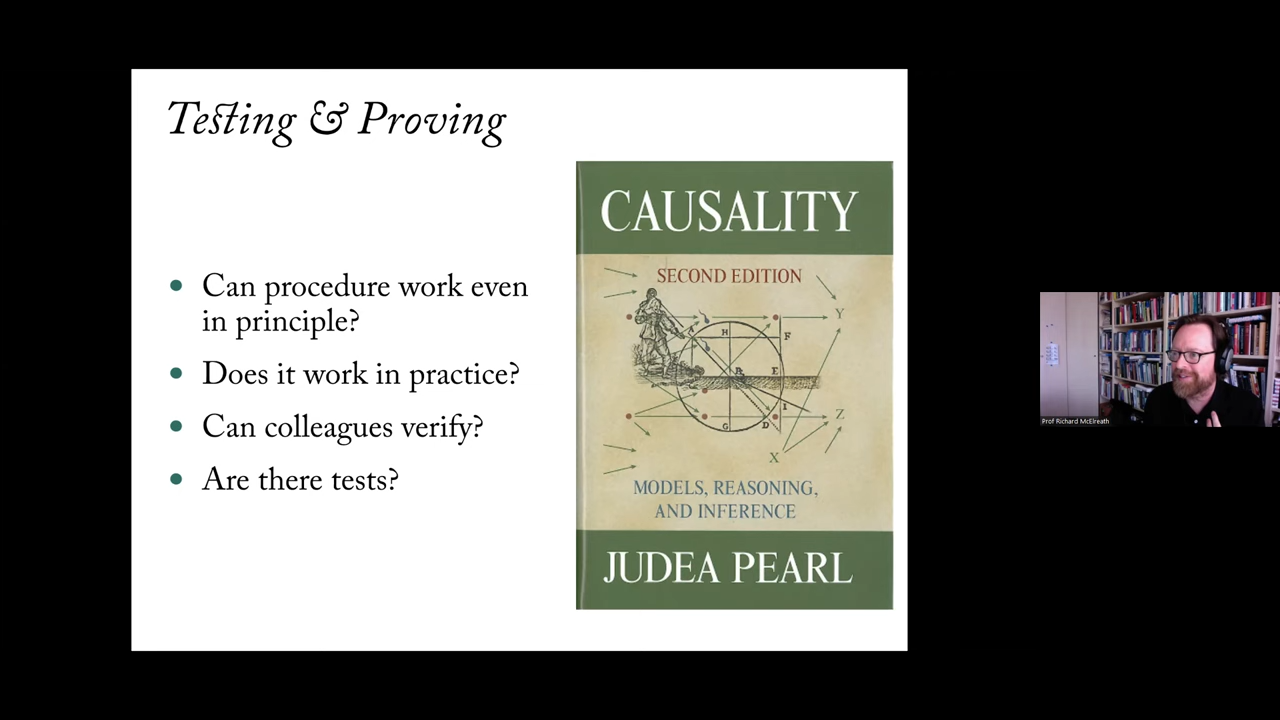 Testing & Proving
Can procedure work even
in principle?
Does it work in practice?
Can colleagues verify?
Are there tests?
CAUSALITY
SECOND EDITION
Y
H
F
A
B
E
I
Z
G
D
X
MODELS, REASONING,
AND INFERENCE
JUDEA PEARL
Prof Richard McElreath